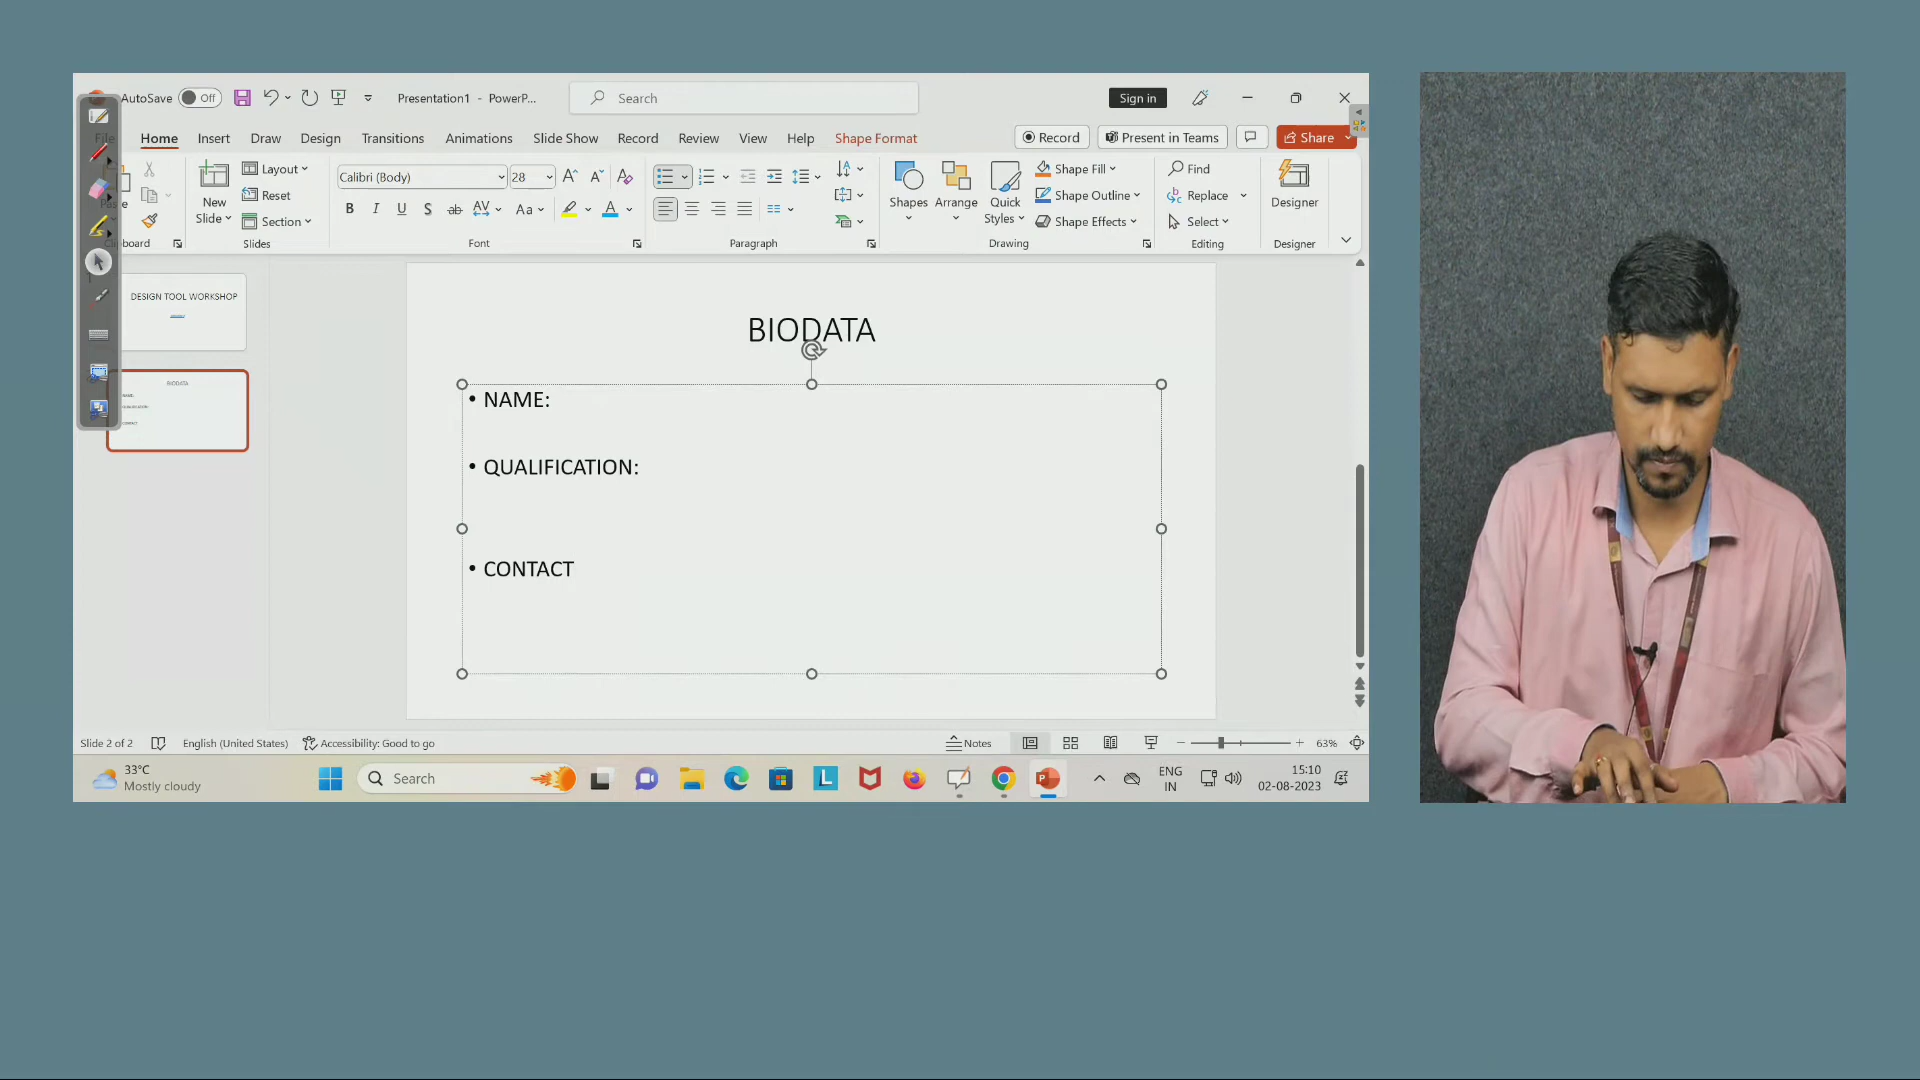 AutoSave Off Presentation1 - PowerP... Search Sign in
File Home Insert Draw Design Transitions Animations Slide Show Record Review View Help Shape Format Record Present in Teams Share
Paste New Slide Layout Calibri (Body) 28 Shapes Arrange Quick Styles Shape Fill Find Designer
Reset Shape Outline Replace
Section Shape Effects Select
Slides Font Paragraph Drawing Editing Designer
DESIGN TOOL WORKSHOP
BIODATA
• NAME:
• QUALIFICATION:
• CONTACT
Slide 2 of 2 English (United States) Accessibility: Good to go Notes 63%
33°C
Mostly cloudy
Search
ENG
IN
15:10
02-08-2023